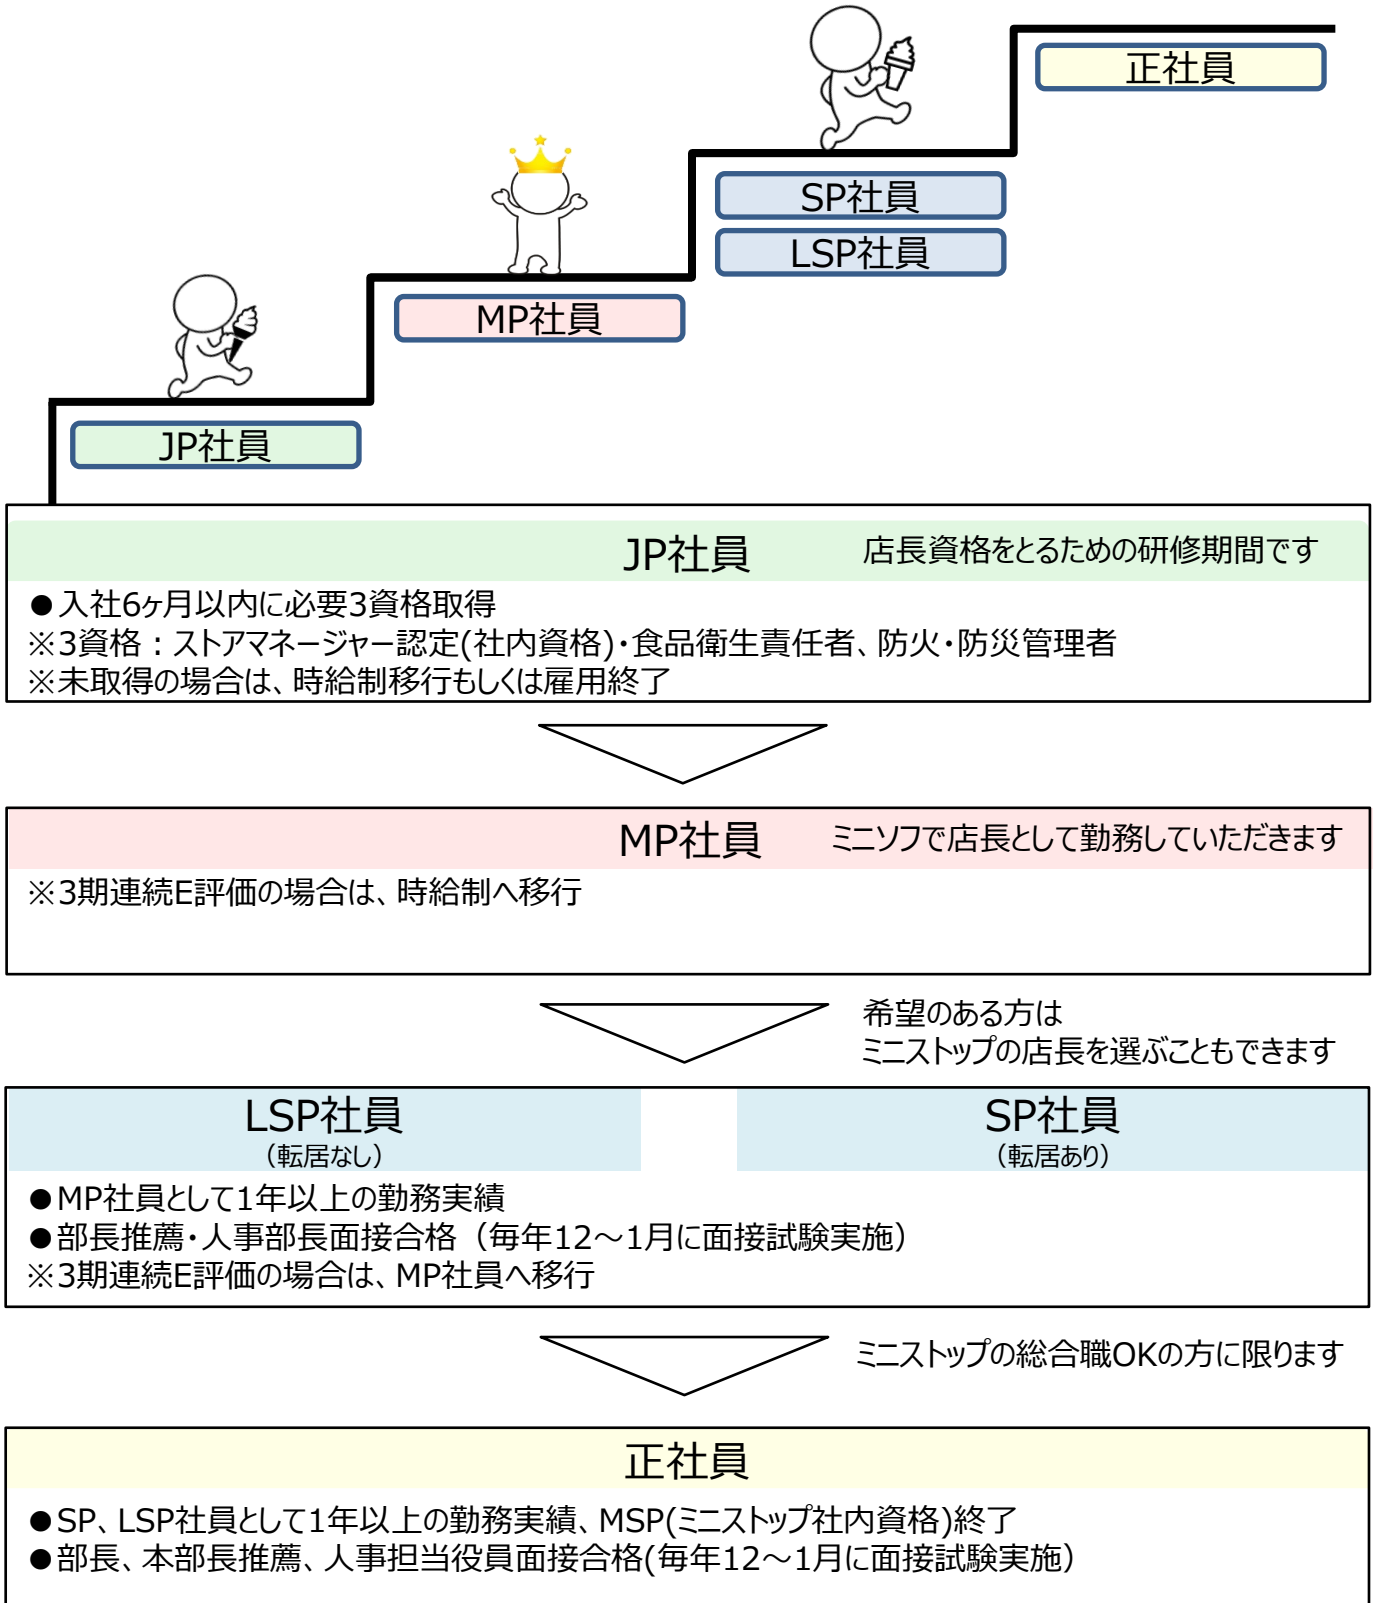 正社員
SP社員
LSP社員
MP社員
JP社員
JP社員 店長資格をとるための研修期間です
●入社6ヶ月以内に必要3資格取得
※3資格：ストアマネージャー認定(社内資格)・食品衛生責任者、防火・防災管理者
※未取得の場合は、時給制移行もしくは雇用終了
MP社員 ミニソフで店長として勤務していただきます
※3期連続E評価の場合は、時給制へ移行
希望のある方は
ミニストップの店長を選ぶこともできます
LSP社員 SP社員
（転居なし） （転居あり）
●MP社員として1年以上の勤務実績
●部長推薦・人事部長面接合格（毎年12～1月に面接試験実施）
※3期連続E評価の場合は、MP社員へ移行
ミニストップの総合職OKの方に限ります
正社員
●SP、LSP社員として1年以上の勤務実績、MSP(ミニストップ社内資格)終了
●部長、本部長推薦、人事担当役員面接合格(毎年12～1月に面接試験実施）